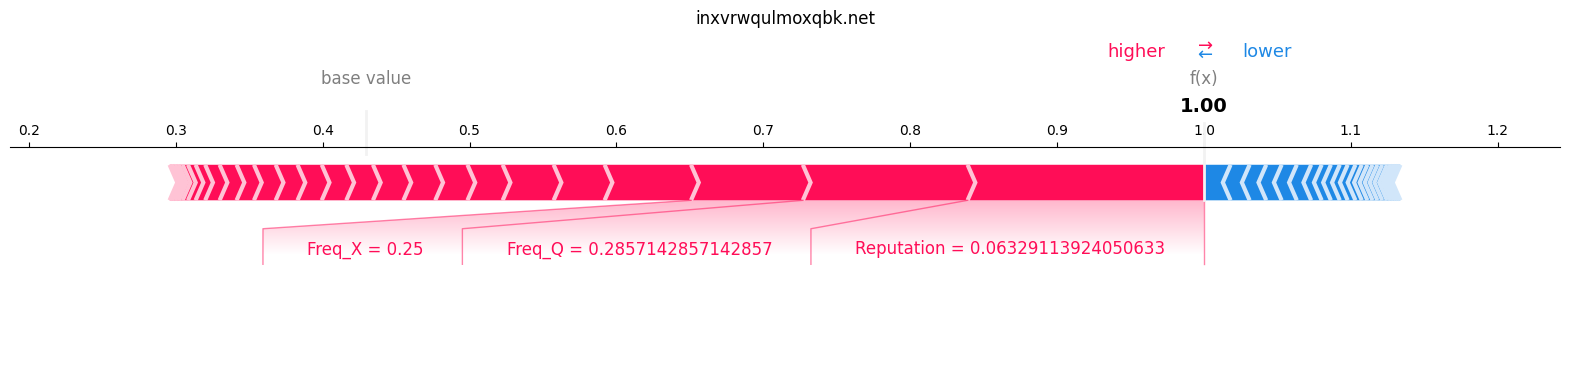 inxvrwqulmoxqbk.net
higher ⇄ lower
base value f(x)
1.00
0.2 0.3 0.4 0.5 0.6 0.7 0.8 0.9 1.0 1.1 1.2
Freq_X = 0.25 Freq_Q = 0.2857142857142857 Reputation = 0.06329113924050633